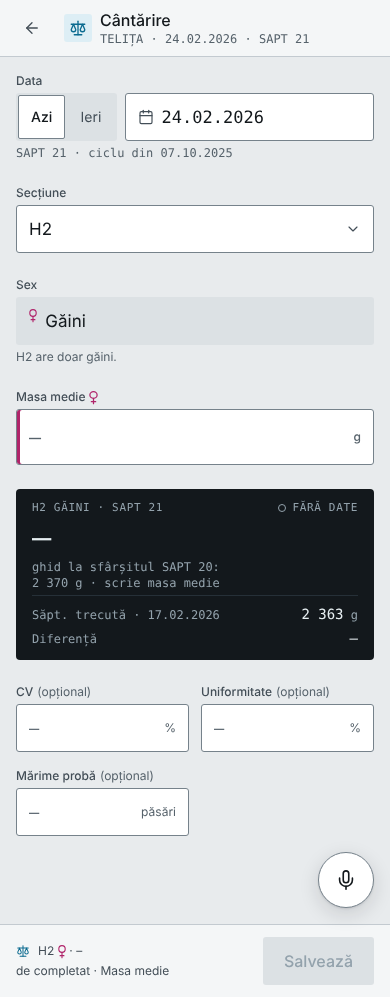 Cântărire
TELIȚA · 24.02.2026 · SAPT 21
Data
Azi
Ieri
24.02.2026
SAPT 21 · ciclu din 07.10.2025
Secțiune
H2
Sex
♀ Găini
H2 are doar găini.
Masa medie ♀
— g
H2 GĂINI · SAPT 21
○ FĂRĂ DATE
—
ghid la sfârșitul SAPT 20:
2 370 g · scrie masa medie
Săpt. trecută · 17.02.2026 2 363 g
Diferență —
CV (opțional)
Uniformitate (opțional)
— %
— %
Mărime probă (opțional)
— păsări
H2 ♀ · –
de completat · Masa medie
Salvează